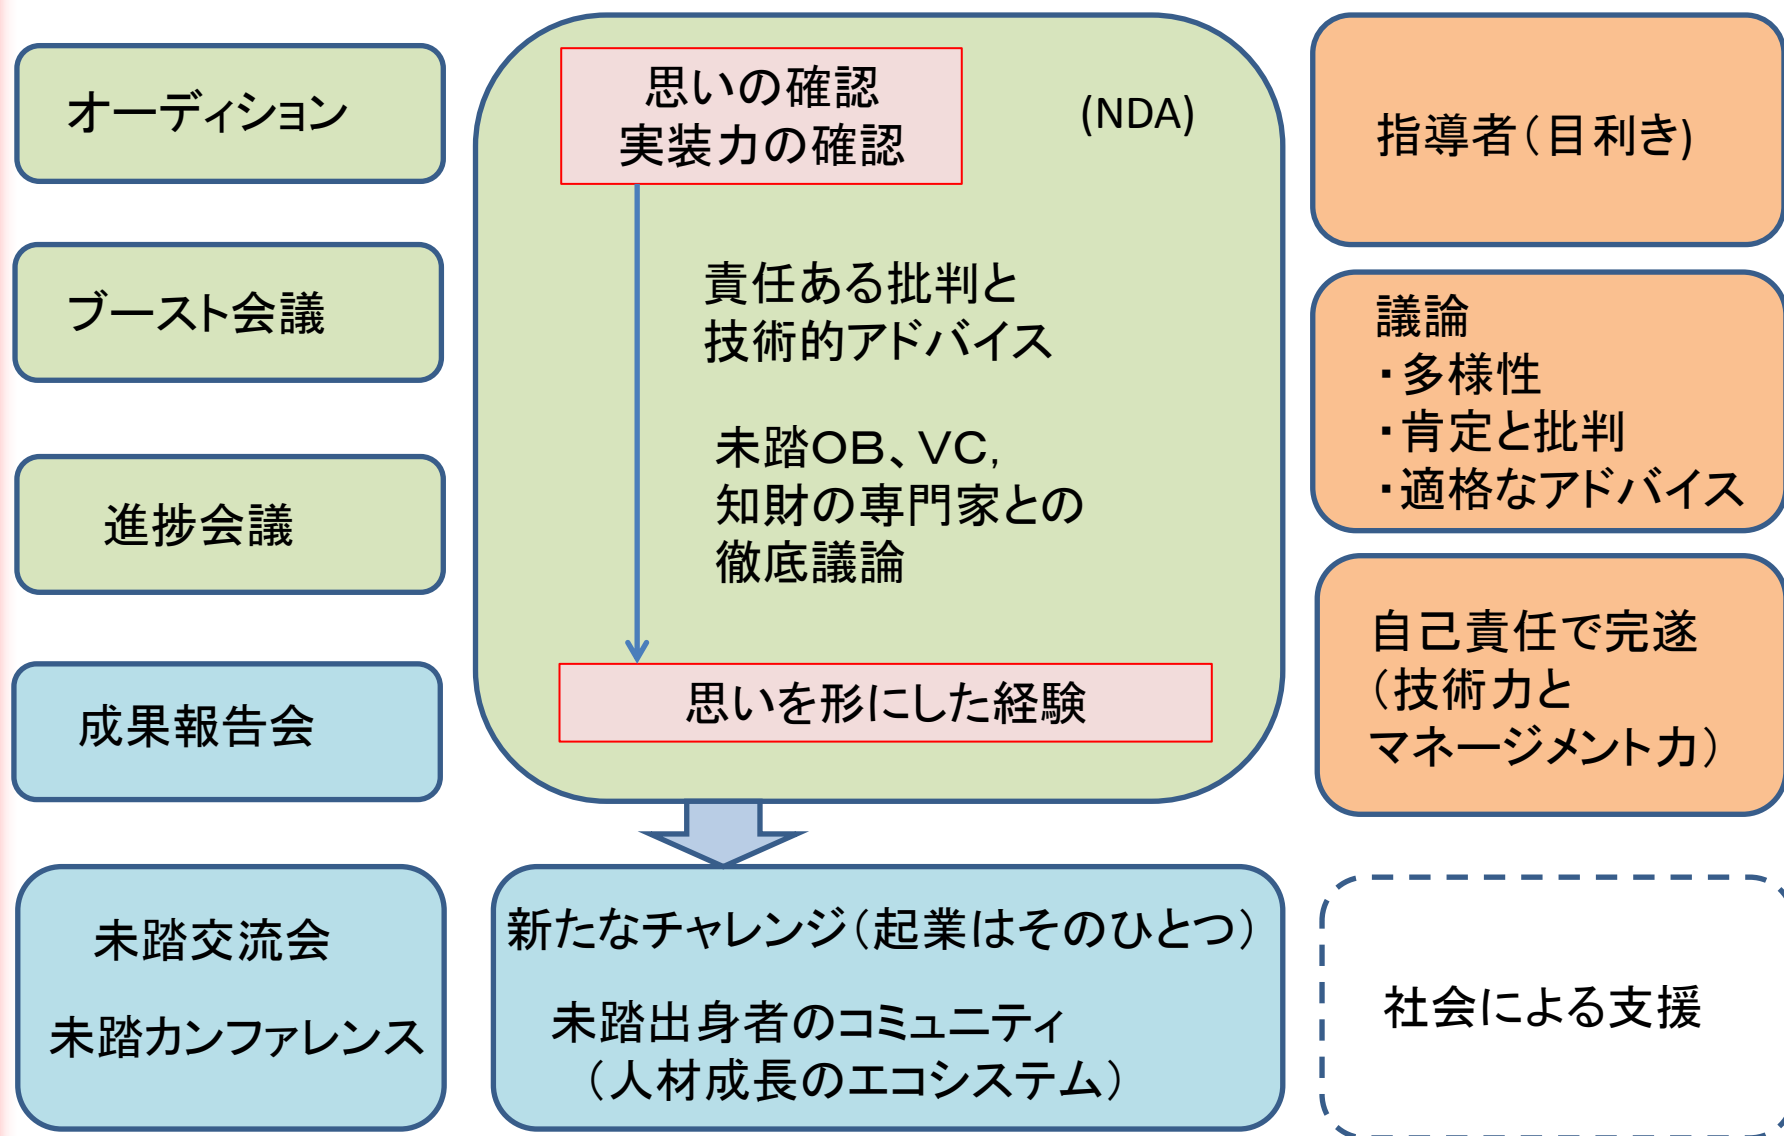 オーディション
ブースト会議
進捗会議
成果報告会
未踏交流会
未踏カンファレンス
思いの確認
実装力の確認
(NDA)
責任ある批判と
技術的アドバイス
未踏ＯＢ、ＶＣ,
知財の専門家との
徹底議論
思いを形にした経験
新たなチャレンジ（起業はそのひとつ）
未踏出身者のコミュニティ
（人材成長のエコシステム）
指導者（目利き)
議論
・多様性
・肯定と批判
・適格なアドバイス
自己責任で完遂
（技術力と
マネージメント力）
社会による支援